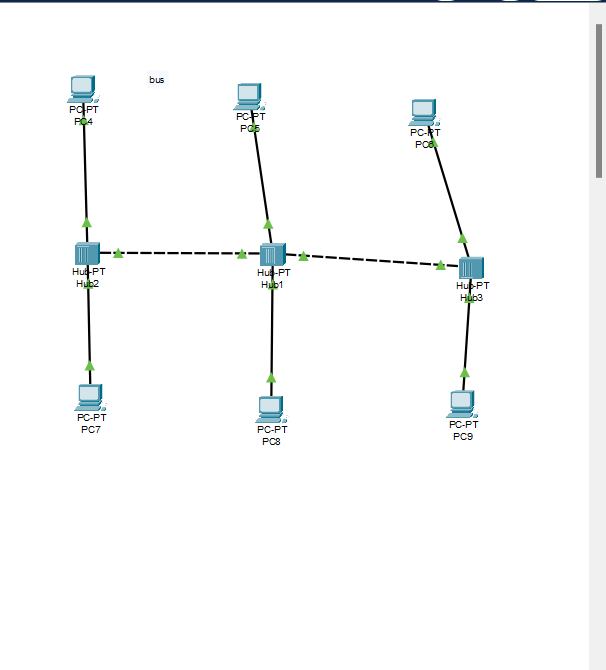 bus
PC-PT
PC4
PC-PT
PC5
PC-PT
PC6
Hub-PT
Hub2
Hub-PT
Hub1
Hub-PT
Hub3
PC-PT
PC7
PC-PT
PC8
PC-PT
PC9